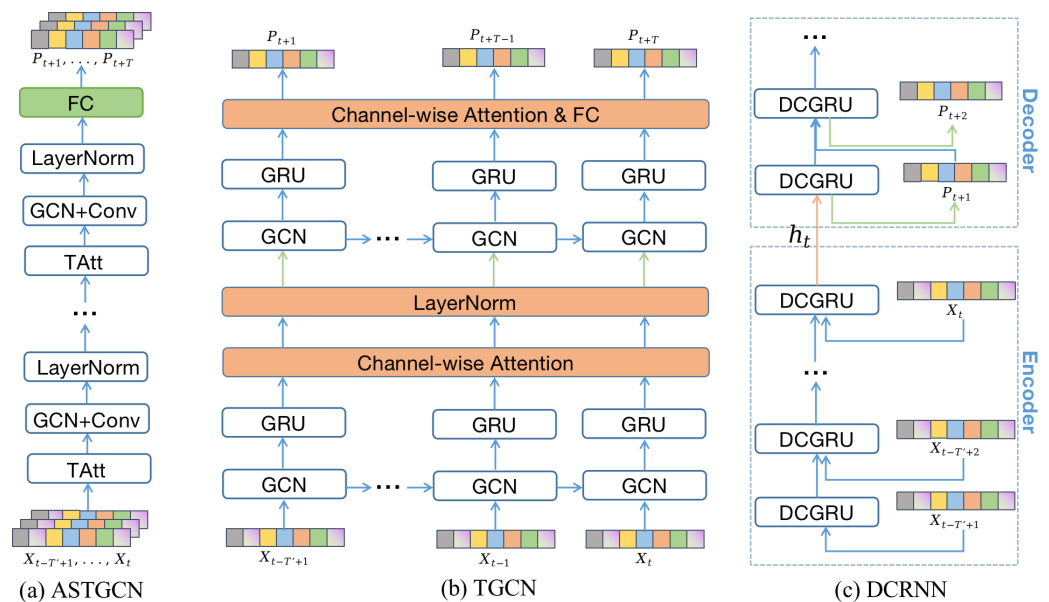 P_{t+1}, . . . , P_{t+T}
FC
LayerNorm
GCN+Conv
TAtt
...
LayerNorm
GCN+Conv
TAtt
X_{t-T'+1}, . . . , X_t
(a) ASTGCN
P_{t+1} P_{t+T-1} P_{t+T}
Channel-wise Attention & FC
GRU GRU GRU
GCN ... GCN GCN
LayerNorm
Channel-wise Attention
GRU GRU GRU
GCN ... GCN GCN
X_{t-T'+1} X_{t-1} X_t
(b) TGCN
...
DCGRU
P_{t+2}
DCGRU
P_{t+1}
Decoder
h_t
DCGRU
X_t
...
DCGRU
X_{t-T'+2}
DCGRU
X_{t-T'+1}
Encoder
(c) DCRNN